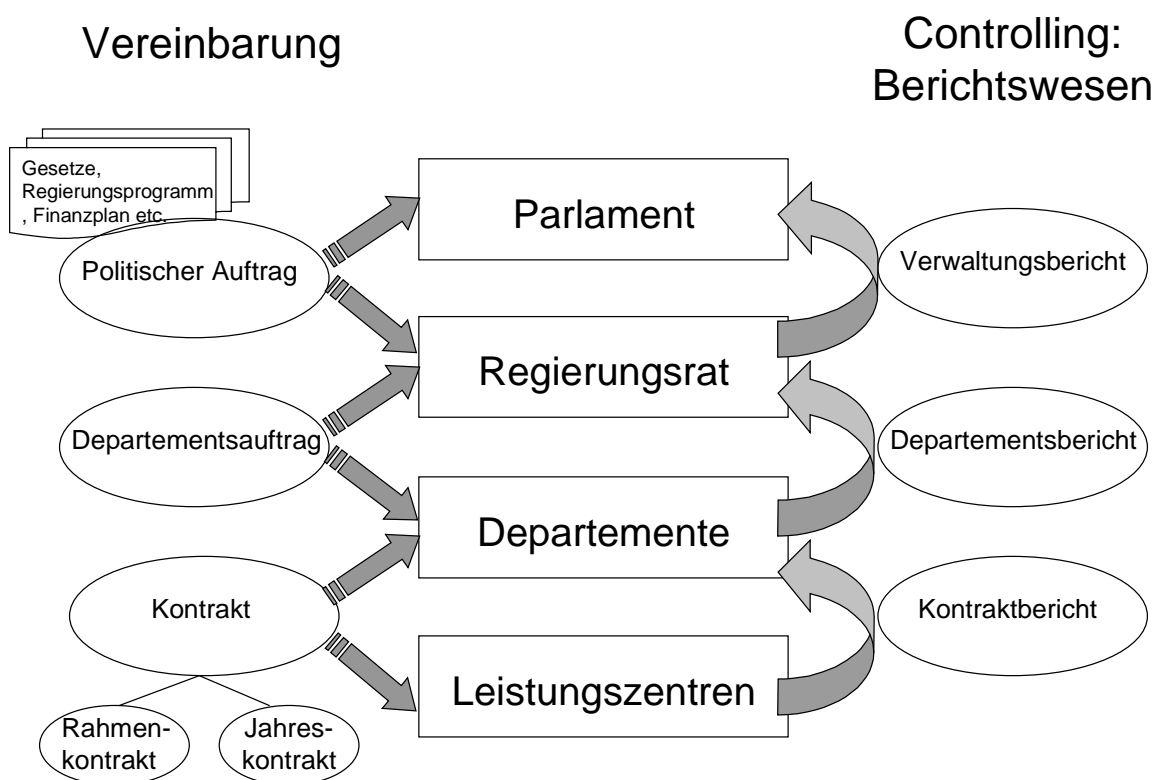 Vereinbarung
Controlling:
Berichtswesen
Gesetze,
Regierungsprogramm
, Finanzplan etc.
Politischer Auftrag
Parlament
Verwaltungsbericht
Regierungsrat
Departementsauftrag
Departementsbericht
Departemente
Kontrakt
Kontraktbericht
Leistungszentren
Rahmen-
kontrakt
Jahres-
kontrakt